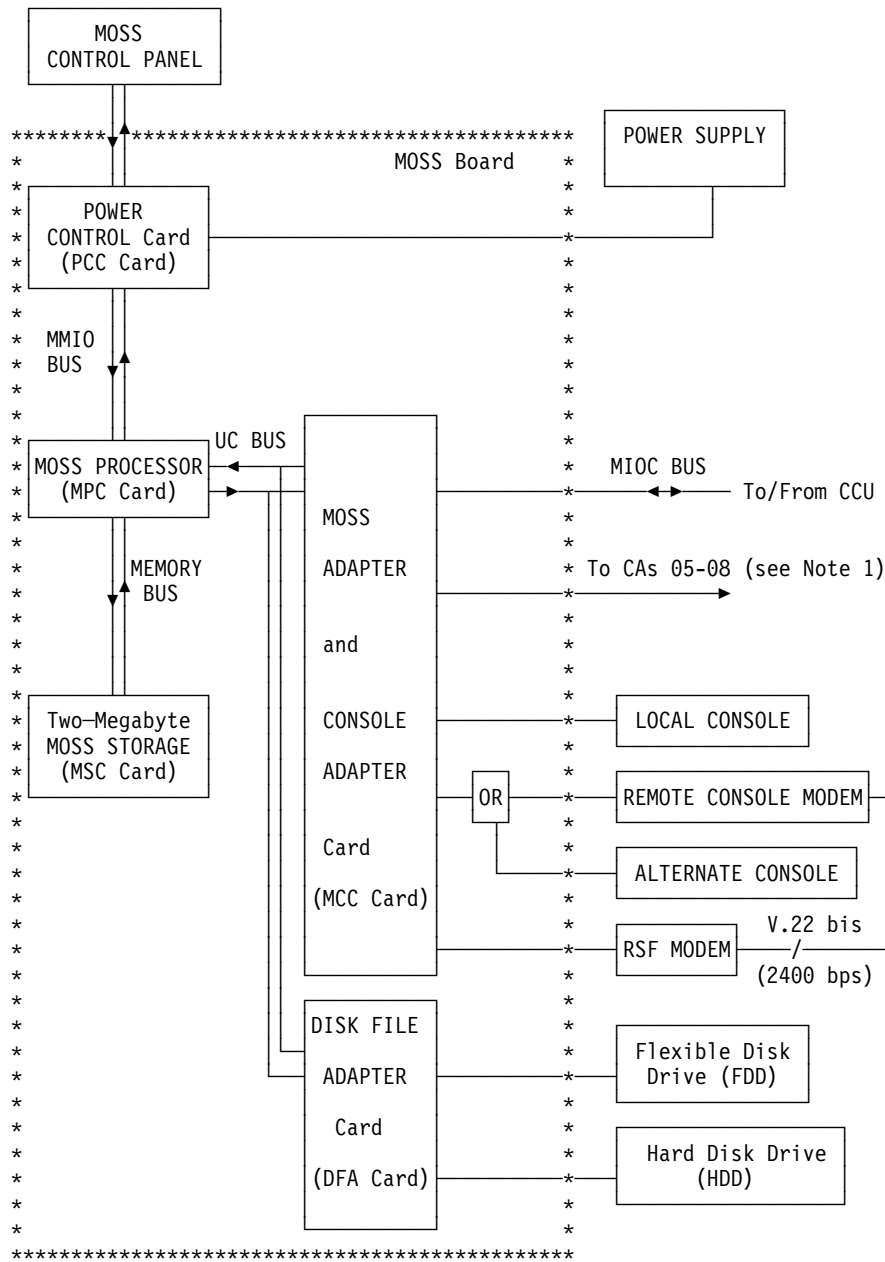 MOSS
CONTROL PANEL
POWER SUPPLY
MOSS Board
POWER
CONTROL Card
(PCC Card)
MMIO
BUS
UC BUS
MOSS PROCESSOR
(MPC Card)
MIOC BUS
To/From CCU
MEMORY
BUS
To CAs 05-08 (see Note 1)
Two—Megabyte
MOSS STORAGE
(MSC Card)
MOSS
ADAPTER
and
CONSOLE
ADAPTER
Card
(MCC Card)
LOCAL CONSOLE
OR
REMOTE CONSOLE MODEM
ALTERNATE CONSOLE
RSF MODEM
V.22 bis
/
(2400 bps)
DISK FILE
ADAPTER
Card
(DFA Card)
Flexible Disk
Drive (FDD)
Hard Disk Drive
(HDD)